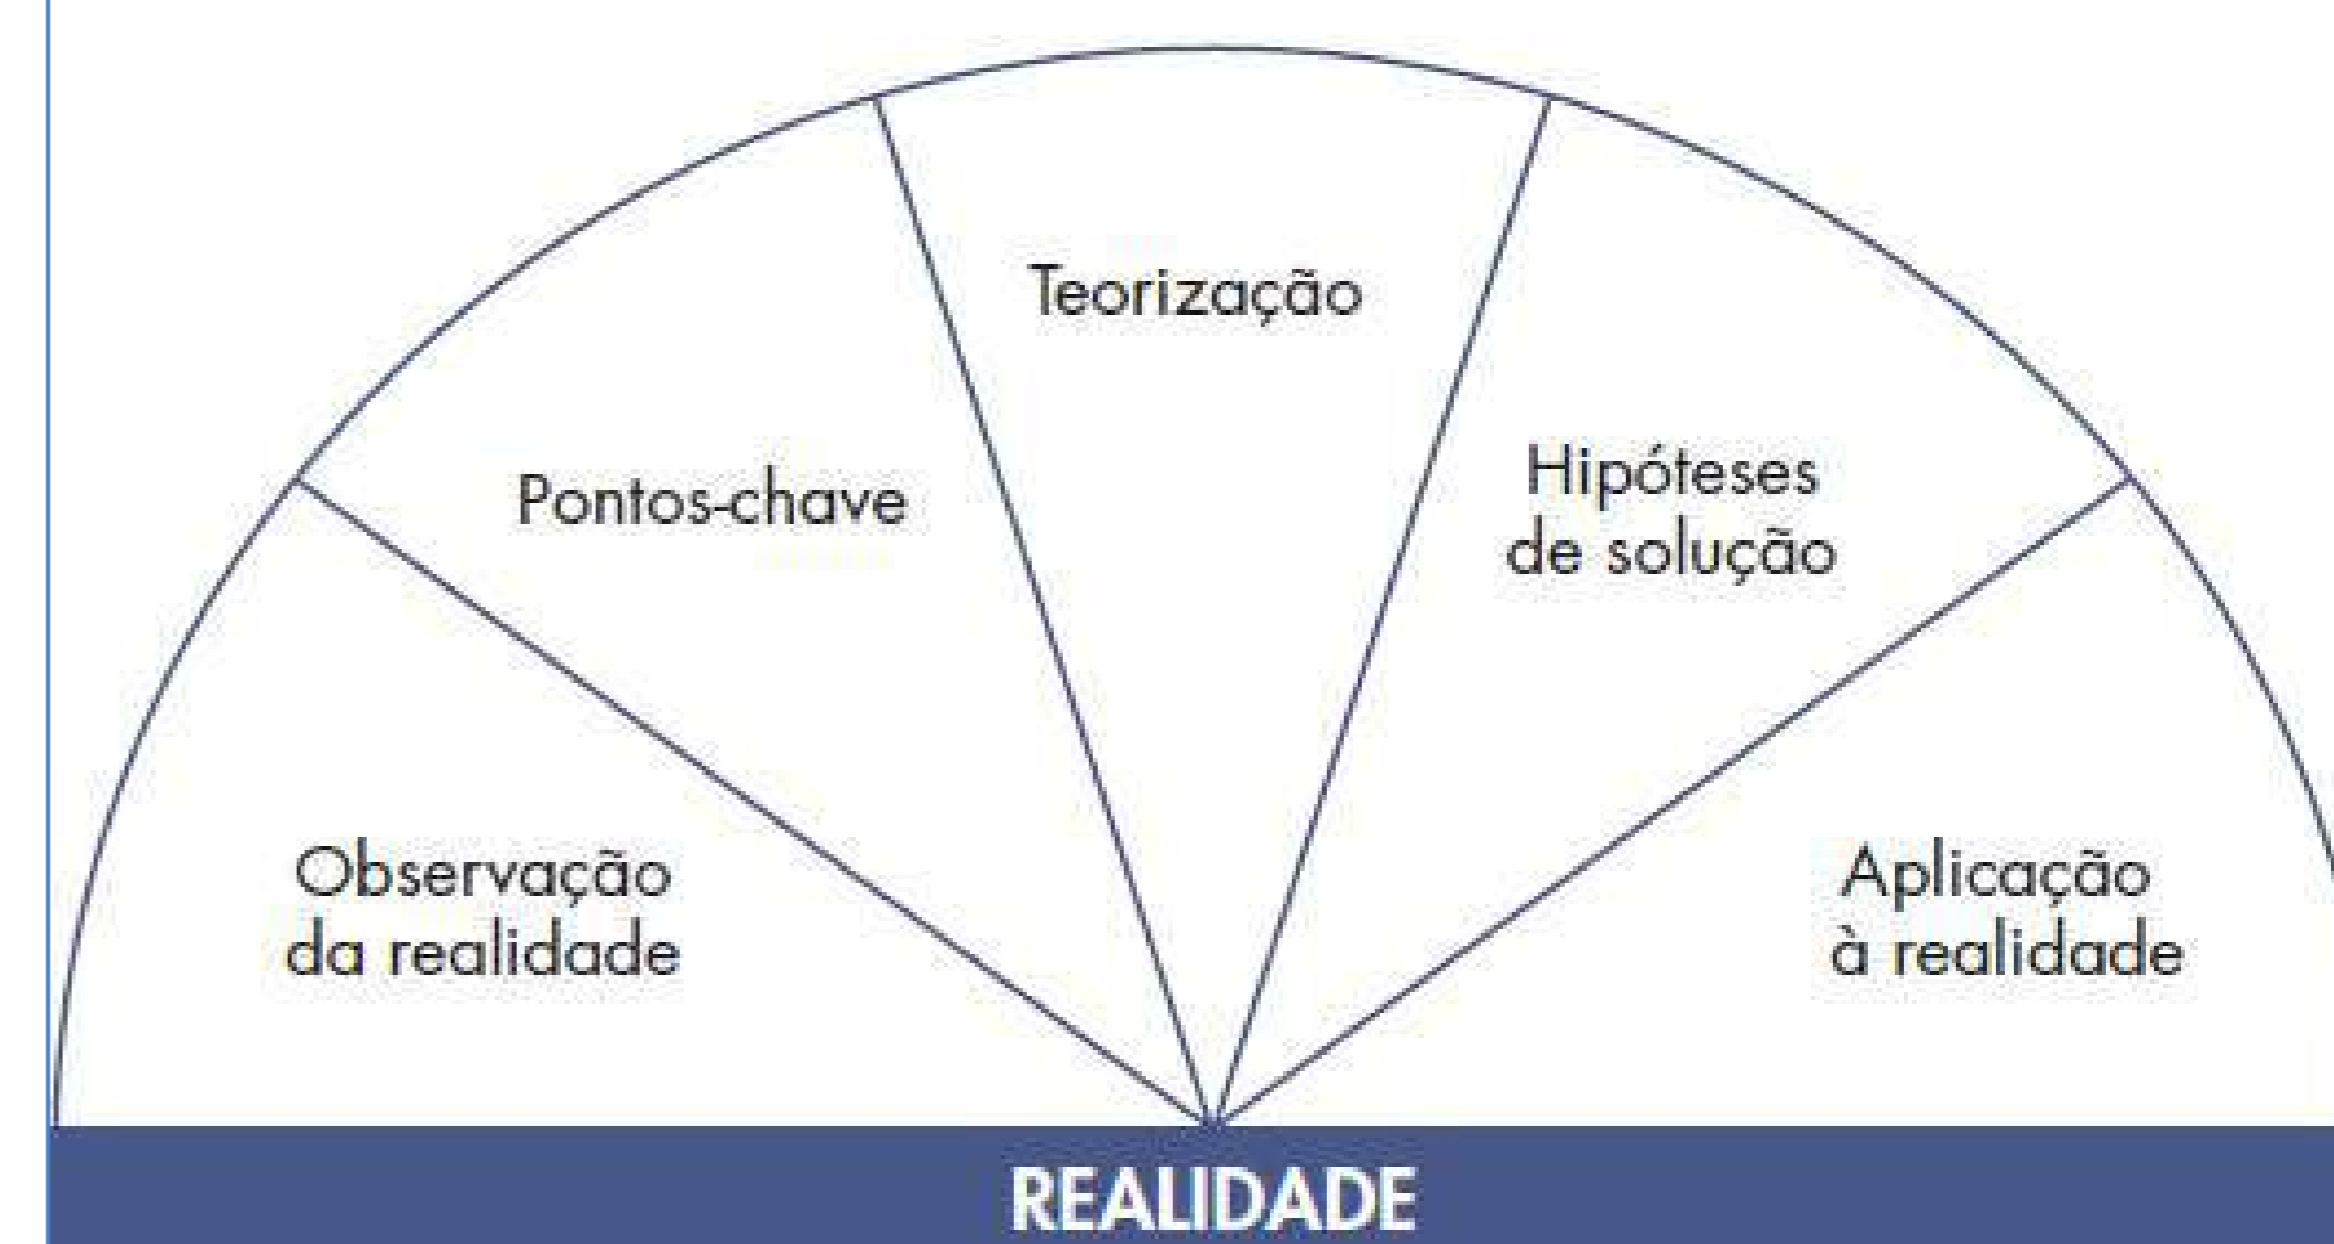 Teorização
Pontos-chave
Hipóteses
de solução
Observação
da realidade
Aplicação
à realidade
REALIDADE